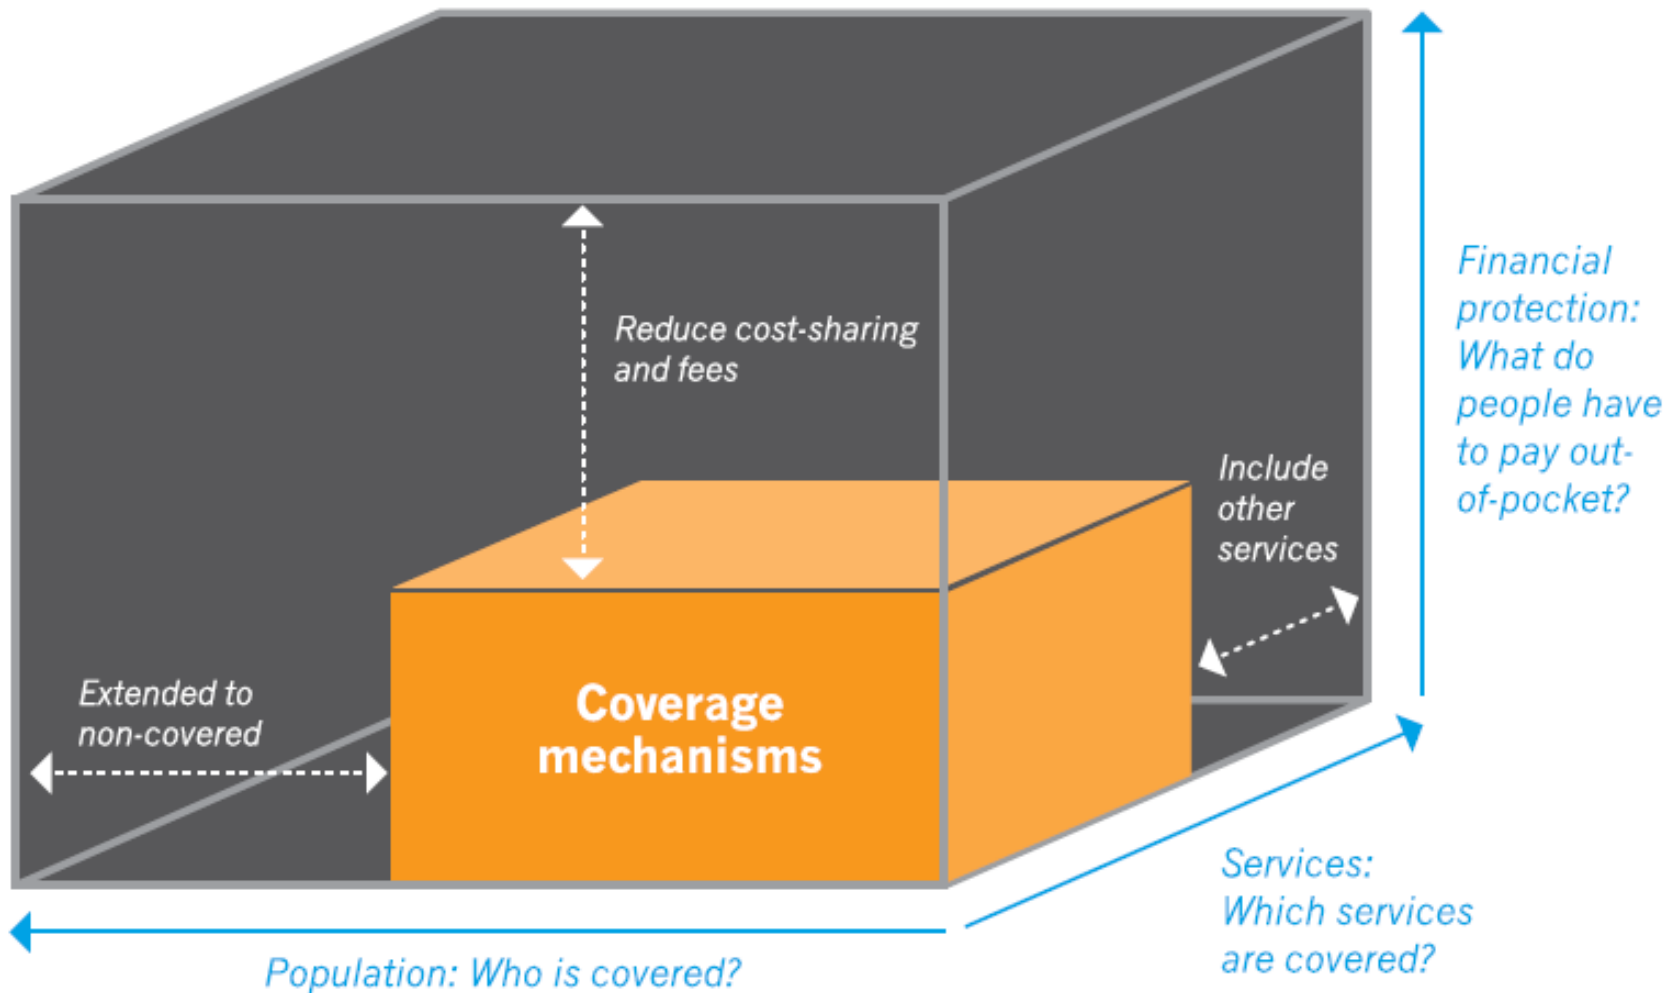 Reduce cost-sharing
and fees
Financial
protection:
What do
people have
to pay out-
of-pocket?
Include
other
services
Extended to
non-covered
Coverage
mechanisms
Services:
Which services
are covered?
Population: Who is covered?